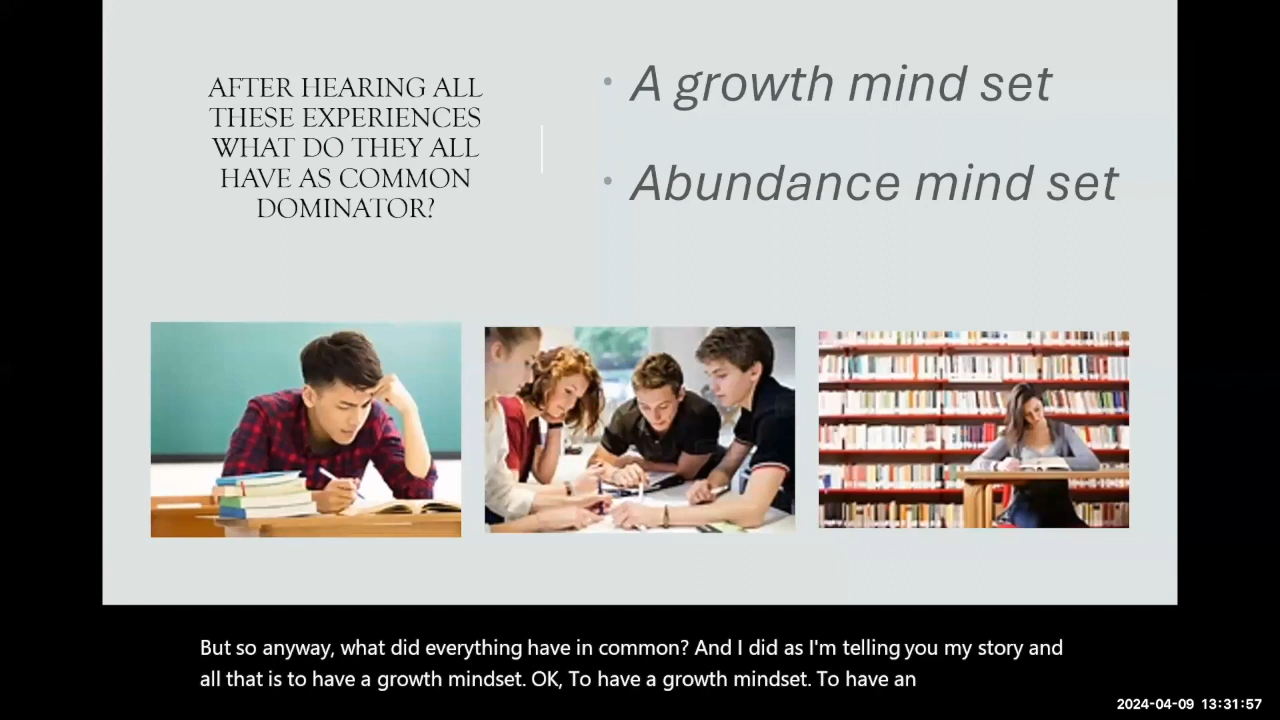 AFTER HEARING ALL
THESE EXPERIENCES
WHAT DO THEY ALL
HAVE AS COMMON
DOMINATOR?
• A growth mind set
• Abundance mind set
But so anyway, what did everything have in common? And I did as I'm telling you my story and
all that is to have a growth mindset. OK, To have a growth mindset. To have an
2024-04-09 13:31:57